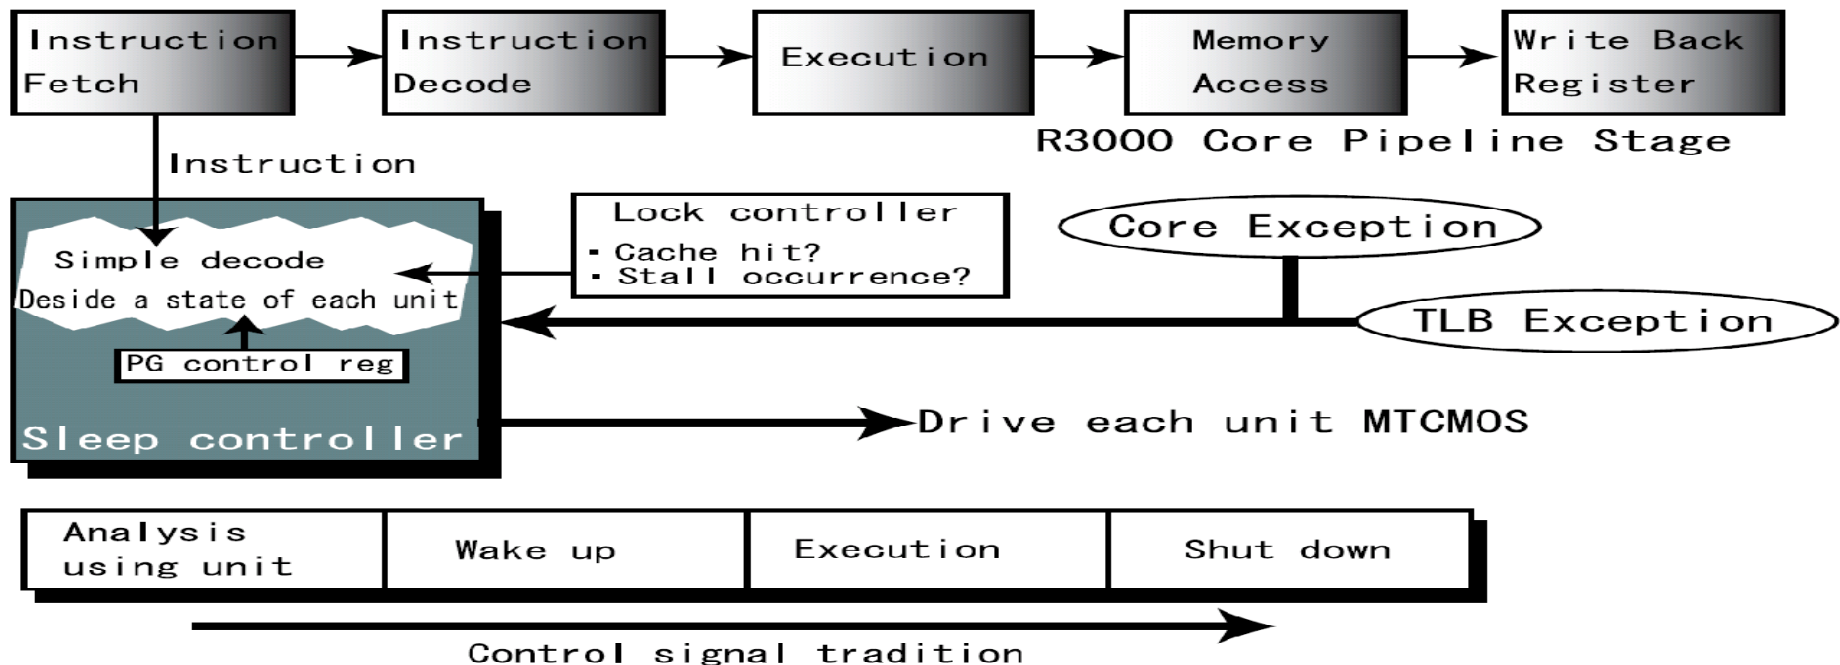 Instruction
Fetch
Instruction
Decode
Execution
Memory
Access
Write Back
Register
R3000 Core Pipeline Stage
Instruction
Simple decode
Deside a state of each unit
PG control reg
Sleep controller
Lock controller
・Cache hit?
・Stall occurrence?
Core Exception
TLB Exception
Drive each unit MTCMOS
Analysis
using unit
Wake up
Execution
Shut down
Control signal tradition